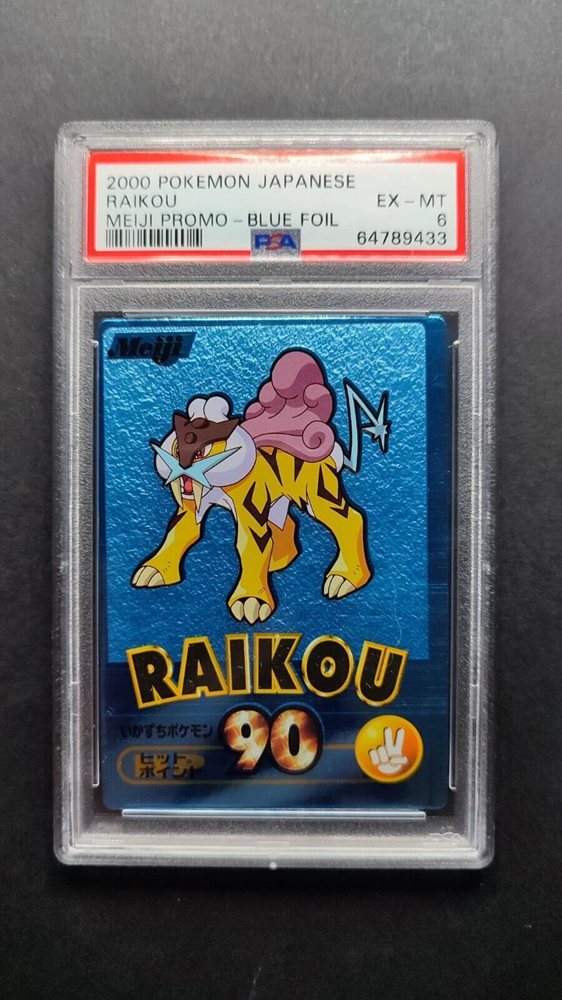 2000 POKEMON JAPANESE
RAIKOU EX-MT
MEIJI PROMO-BLUE FOIL 6
PSA 64789433
Meiji
RAIKOU
いかずちポケモン 90
ヒット
ポイント